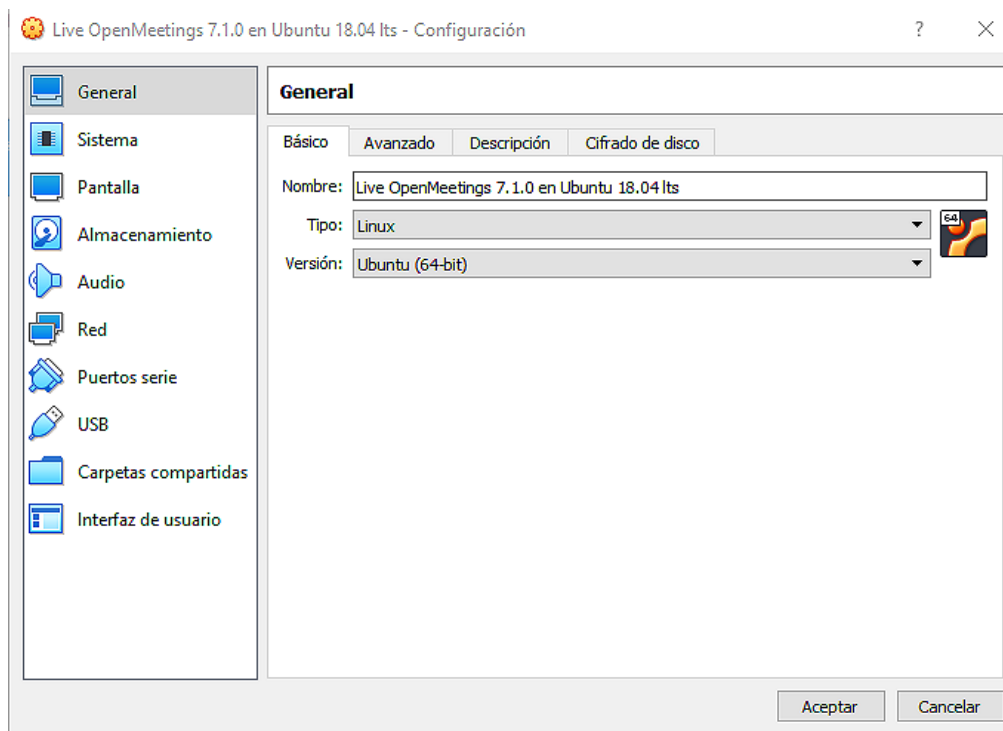 Live OpenMeetings 7.1.0 en Ubuntu 18.04 lts - Configuración
?
General
Sistema
Pantalla
Almacenamiento
Audio
Red
Puertos serie
USB
Carpetas compartidas
Interfaz de usuario
General
Básico Avanzado Descripción Cifrado de disco
Nombre: Live OpenMeetings 7.1.0 en Ubuntu 18.04 lts
Tipo: Linux
64
Versión: Ubuntu (64-bit)
Aceptar Cancelar